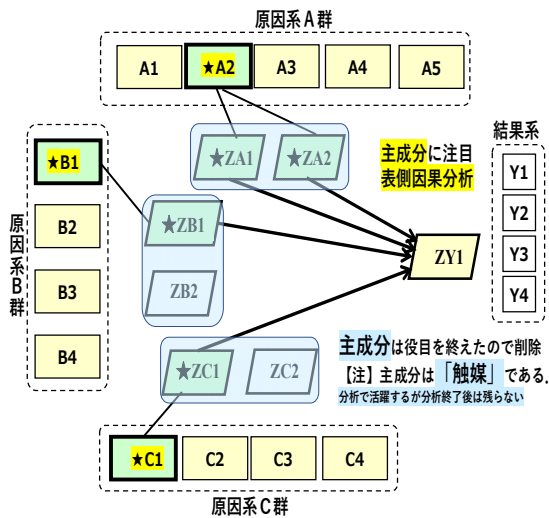 原因系A群
A1 ★A2 A3 A4 A5
★ZA1 ★ZA2
主成分に注目
表側因果分析
結果系
Y1
Y2
Y3
Y4
原因系B群
★B1
B2
B3
B4
★ZB1
ZB2
ZY1
★ZC1 ZC2
主成分は役目を終えたので削除
【注】主成分は「触媒」である.
分析で活躍するが分析終了後は残らない
★C1 C2 C3 C4
原因系C群